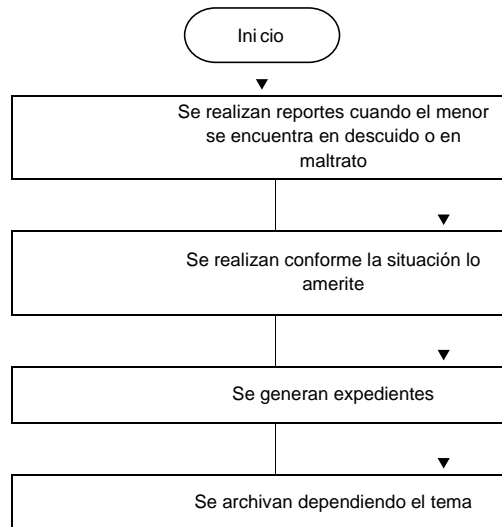 Ini cio
Se realizan reportes cuando el menor
se encuentra en descuido o en
maltrato
Se realizan conforme la situación lo
amerite
Se generan expedientes
Se archivan dependiendo el tema